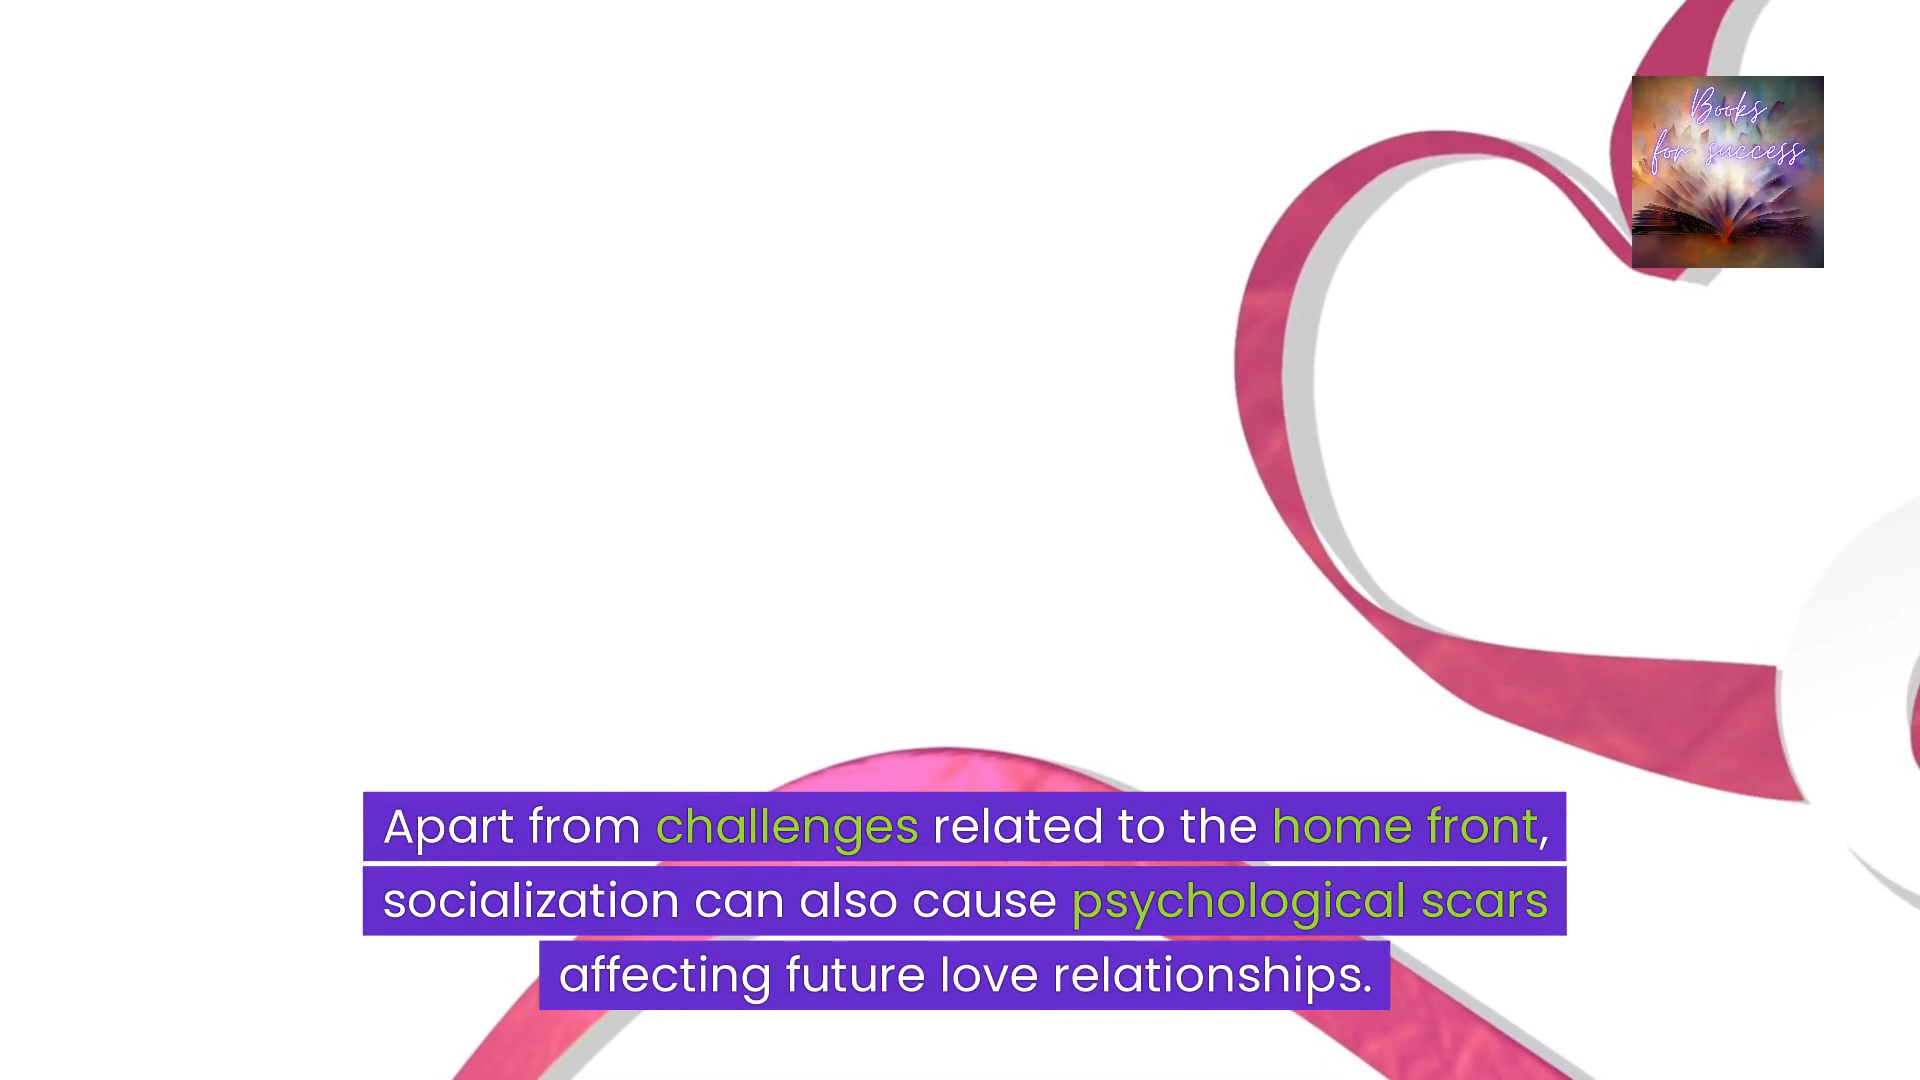 Books
for success
Apart from challenges related to the home front,
socialization can also cause psychological scars
affecting future love relationships.